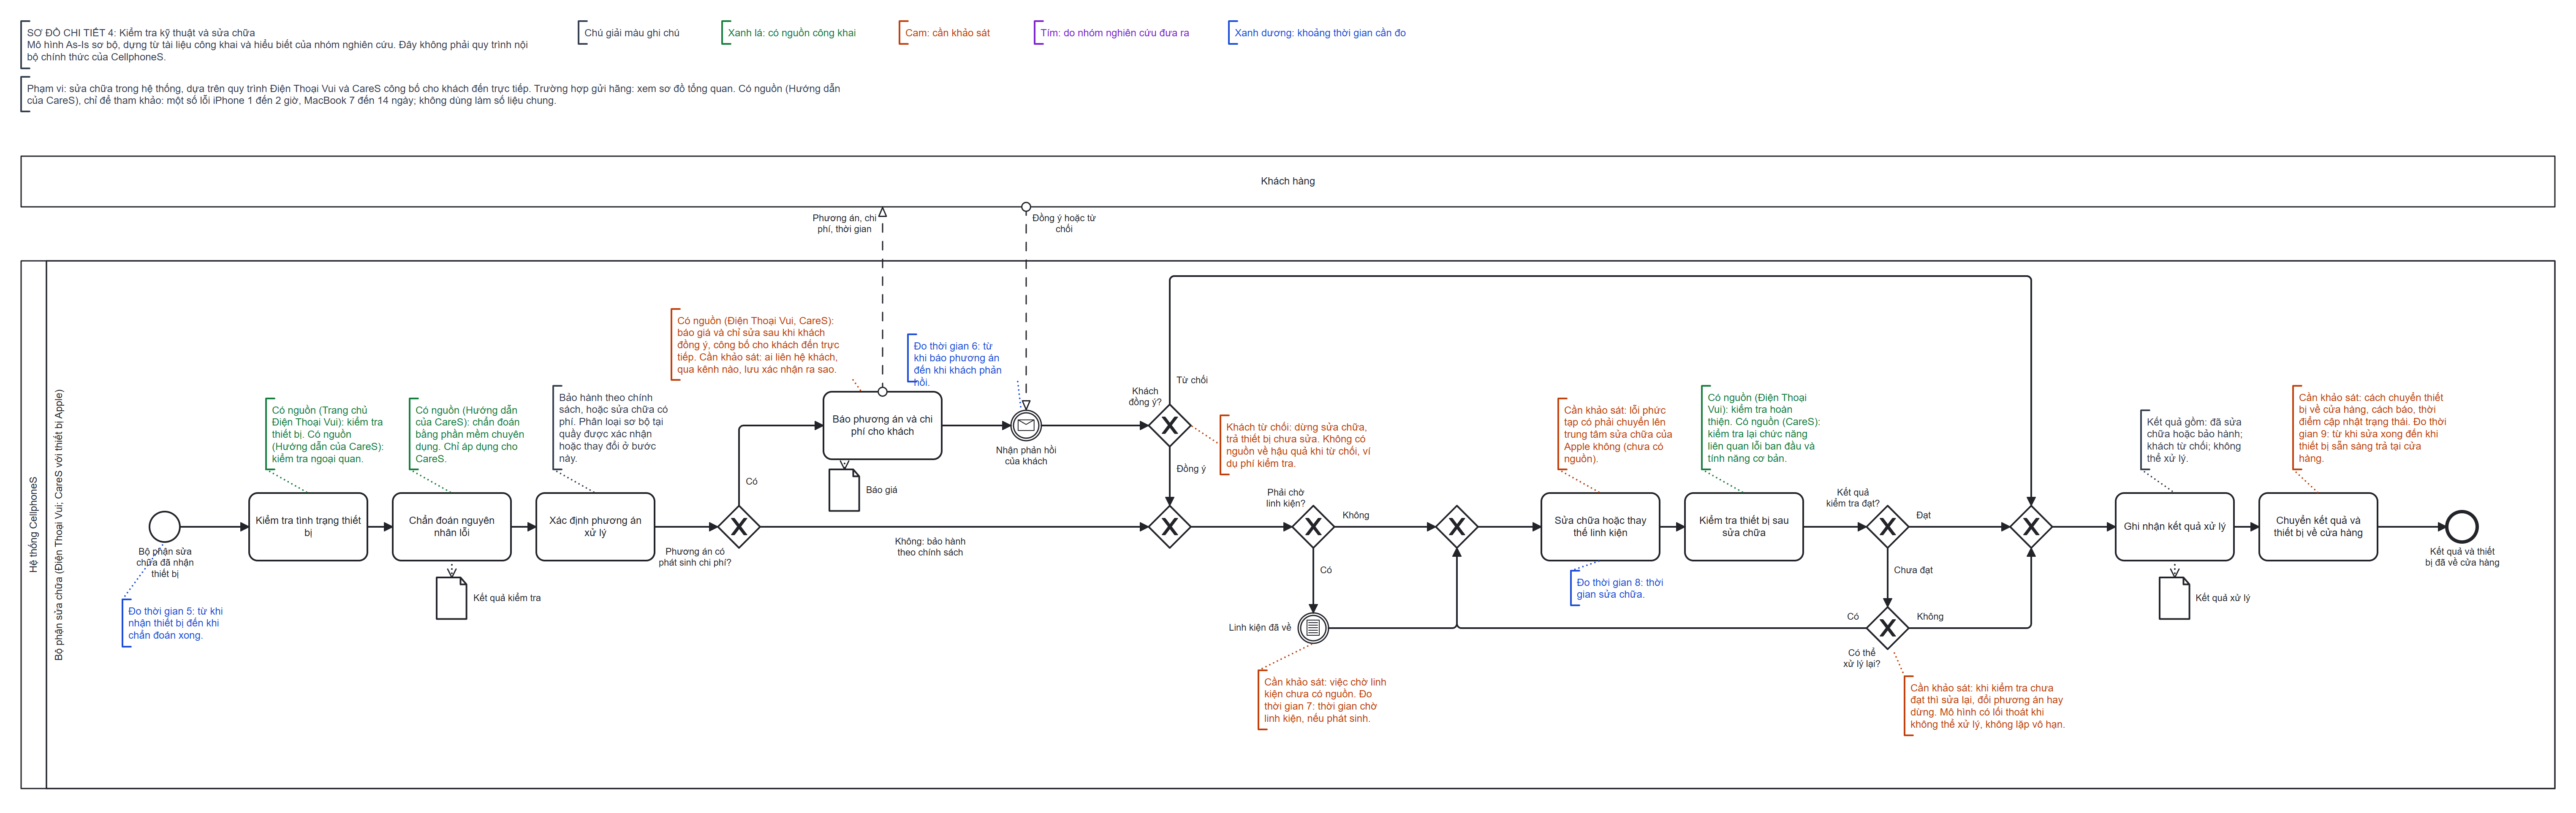 SƠ ĐỒ CHI TIẾT 4: Kiểm tra kỹ thuật và sửa chữa
Mô hình As-Is sơ bộ, dựng từ tài liệu công khai và hiểu biết của nhóm nghiên cứu. Đây không phải quy trình nội
bộ chính thức của CellphoneS.
Chú giải màu ghi chú
Xanh lá: có nguồn công khai
Cam: cần khảo sát
Tím: do nhóm nghiên cứu đưa ra
Xanh dương: khoảng thời gian cần đo
Phạm vi: sửa chữa trong hệ thống, dựa trên quy trình Điện Thoại Vui và CareS công bố cho khách đến trực tiếp. Trường hợp gửi hãng: xem sơ đồ tổng quan. Có nguồn (Hướng dẫn
của CareS), chỉ để tham khảo: một số lỗi iPhone 1 đến 2 giờ, MacBook 7 đến 14 ngày; không dùng làm số liệu chung.
Khách hàng
Phương án, chi
phí, thời gian
Đồng ý hoặc từ
chối
Hệ thống CellphoneS
Bộ phận sửa chữa (Điện Thoại Vui; CareS với thiết bị Apple)
Bộ phận sửa
chữa đã nhận
thiết bị
Đo thời gian 5: từ khi
nhận thiết bị đến khi
chẩn đoán xong.
Có nguồn (Trang chủ
Điện Thoại Vui): kiểm tra
thiết bị. Có nguồn
(Hướng dẫn của CareS):
kiểm tra ngoại quan.
Kiểm tra tình trạng thiết
bị
Có nguồn (Hướng dẫn
của CareS): chẩn đoán
bằng phần mềm chuyên
dụng. Chỉ áp dụng cho
CareS.
Chẩn đoán nguyên
nhân lỗi
Kết quả kiểm tra
Bảo hành theo chính
sách, hoặc sửa chữa có
phí. Phân loại sơ bộ tại
quầy được xác nhận
hoặc thay đổi ở bước
này.
Xác định phương án
xử lý
Phương án có
phát sinh chi phí?
Có
Không: bảo hành
theo chính sách
Có nguồn (Điện Thoại Vui, CareS):
báo giá và chỉ sửa sau khi khách
đồng ý, công bố cho khách đến trực
tiếp. Cần khảo sát: ai liên hệ khách,
qua kênh nào, lưu xác nhận ra sao.
Báo phương án và chi
phí cho khách
Báo giá
Đo thời gian 6: từ
khi báo phương án
đến khi khách phản
hồi.
Nhận phản hồi
của khách
Khách
đồng ý?
Từ chối
Đồng ý
Khách từ chối: dừng sửa chữa,
trả thiết bị chưa sửa. Không có
nguồn về hậu quả khi từ chối, ví
dụ phí kiểm tra.
Phải chờ
linh kiện?
Không
Có
Linh kiện đã về
Cần khảo sát: việc chờ linh
kiện chưa có nguồn. Đo
thời gian 7: thời gian chờ
linh kiện, nếu phát sinh.
Cần khảo sát: lỗi phức
tạp có phải chuyển lên
trung tâm sửa chữa của
Apple không (chưa có
nguồn).
Sửa chữa hoặc thay
thế linh kiện
Đo thời gian 8: thời
gian sửa chữa.
Có nguồn (Điện Thoại
Vui): kiểm tra hoàn
thiện. Có nguồn (CareS):
kiểm tra lại chức năng
liên quan lỗi ban đầu và
tính năng cơ bản.
Kiểm tra thiết bị sau
sửa chữa
Kết quả
kiểm tra đạt?
Đạt
Chưa đạt
Có
Không
Có thể
xử lý lại?
Cần khảo sát: khi kiểm tra chưa
đạt thì sửa lại, đổi phương án hay
dừng. Mô hình có lối thoát khi
không thể xử lý, không lặp vô hạn.
Kết quả gồm: đã sửa
chữa hoặc bảo hành;
khách từ chối; không
thể xử lý.
Ghi nhận kết quả xử lý
Kết quả xử lý
Cần khảo sát: cách chuyển thiết
bị về cửa hàng, cách báo, thời
điểm cập nhật trạng thái. Đo thời
gian 9: từ khi sửa xong đến khi
thiết bị sẵn sàng trả tại cửa
hàng.
Chuyển kết quả và
thiết bị về cửa hàng
Kết quả và thiết
bị đã về cửa hàng